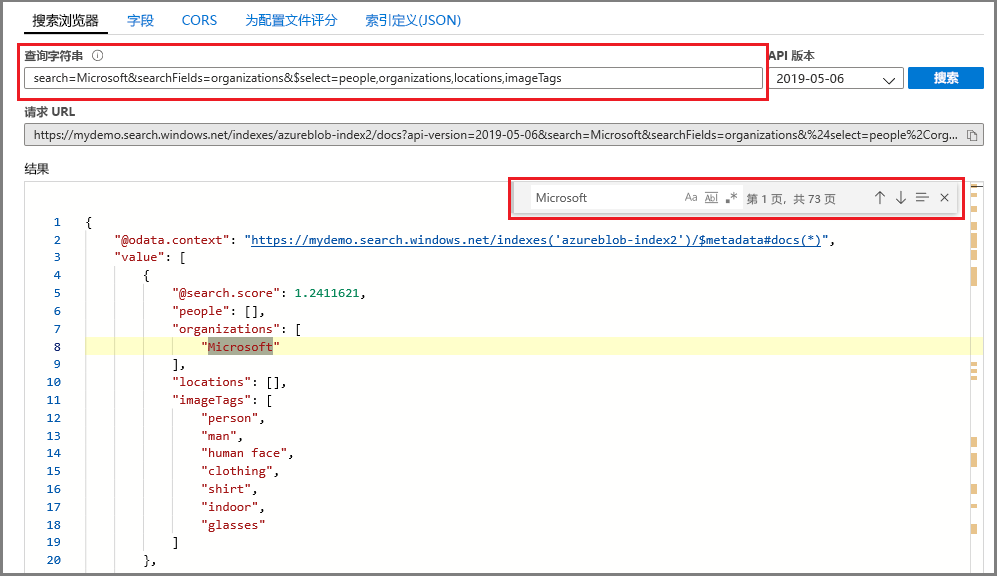 搜索浏览器 字段 CORS 为配置文件评分 索引定义(JSON)
查询字符串 API 版本
search=Microsoft&searchFields=organizations&$select=people,organizations,locations,imageTags 2019-05-06 搜索
请求 URL
https://mydemo.search.windows.net/indexes/azureblob-index2/docs?api-version=2019-05-06&search=Microsoft&searchFields=organizations&%24select=people%2Corg...
结果
Microsoft Aa Abl .* 第 1 页，共 73 页
1 {
2 "@odata.context": "https://mydemo.search.windows.net/indexes('azureblob-index2')/$metadata#docs(*)",
3 "value": [
4 {
5 "@search.score": 1.2411621,
6 "people": [],
7 "organizations": [
8 "Microsoft"
9 ],
10 "locations": [],
11 "imageTags": [
12 "person",
13 "man",
14 "human face",
15 "clothing",
16 "shirt",
17 "indoor",
18 "glasses"
19 ]
20 },